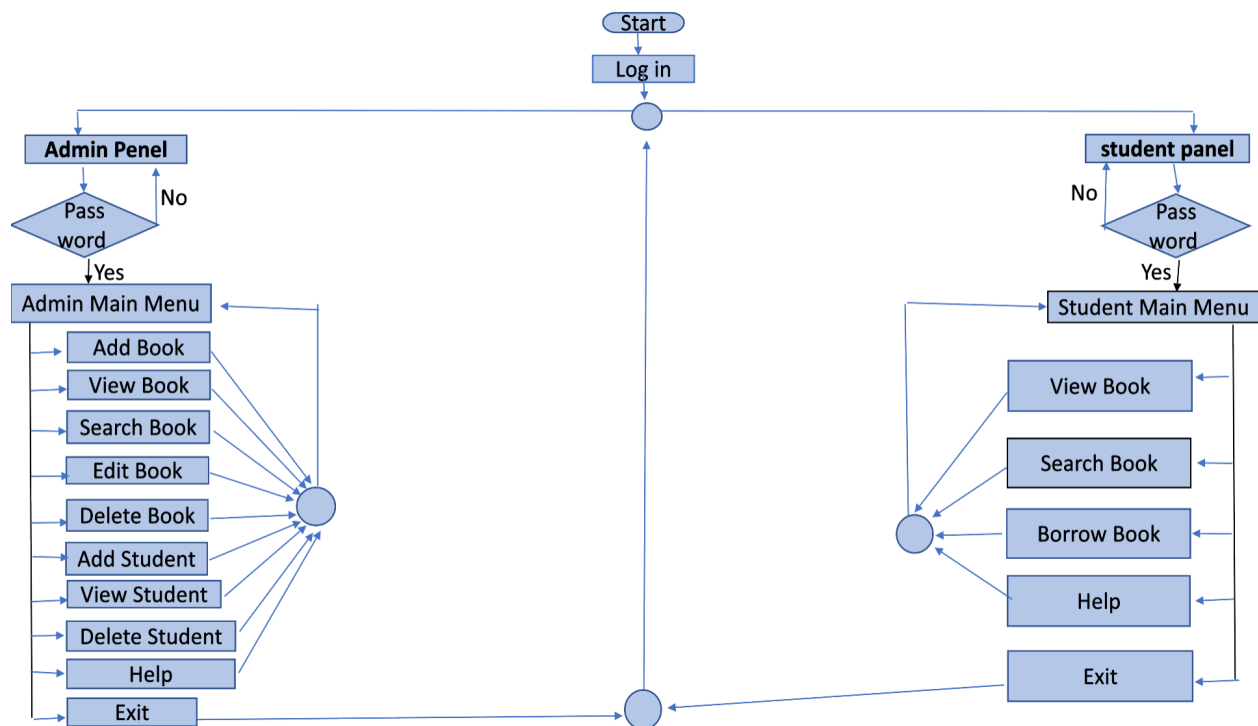 Start
Log in
Admin Penel
No
Pass
word
Yes
Admin Main Menu
Add Book
View Book
Search Book
Edit Book
Delete Book
Add Student
View Student
Delete Student
Help
Exit
student panel
No
Pass
word
Yes
Student Main Menu
View Book
Search Book
Borrow Book
Help
Exit